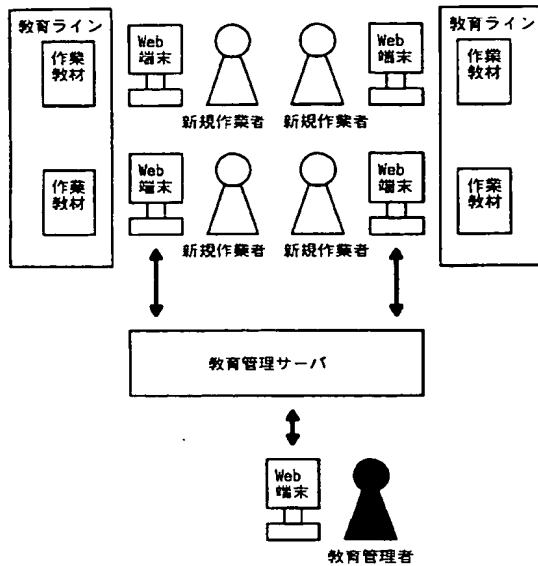 教育ライン
作業
教材
Web
端末
新規作業者
新規作業者
Web
端末
教育ライン
作業
教材
作業
教材
Web
端末
新規作業者
新規作業者
Web
端末
作業
教材
教育管理サーバ
Web
端末
教育管理者